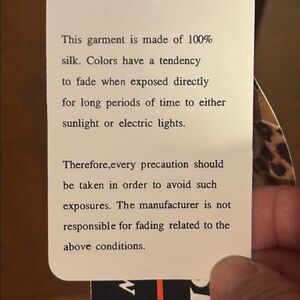 This garment is made of 100%
silk. Colors have a tendency
to fade when exposed directly
for long periods of time to either
sunlight or electric lights.
Therefore,every precaution should
be taken in order to avoid such
exposures. The manufacturer is not
responsible for fading related to the
above conditions.